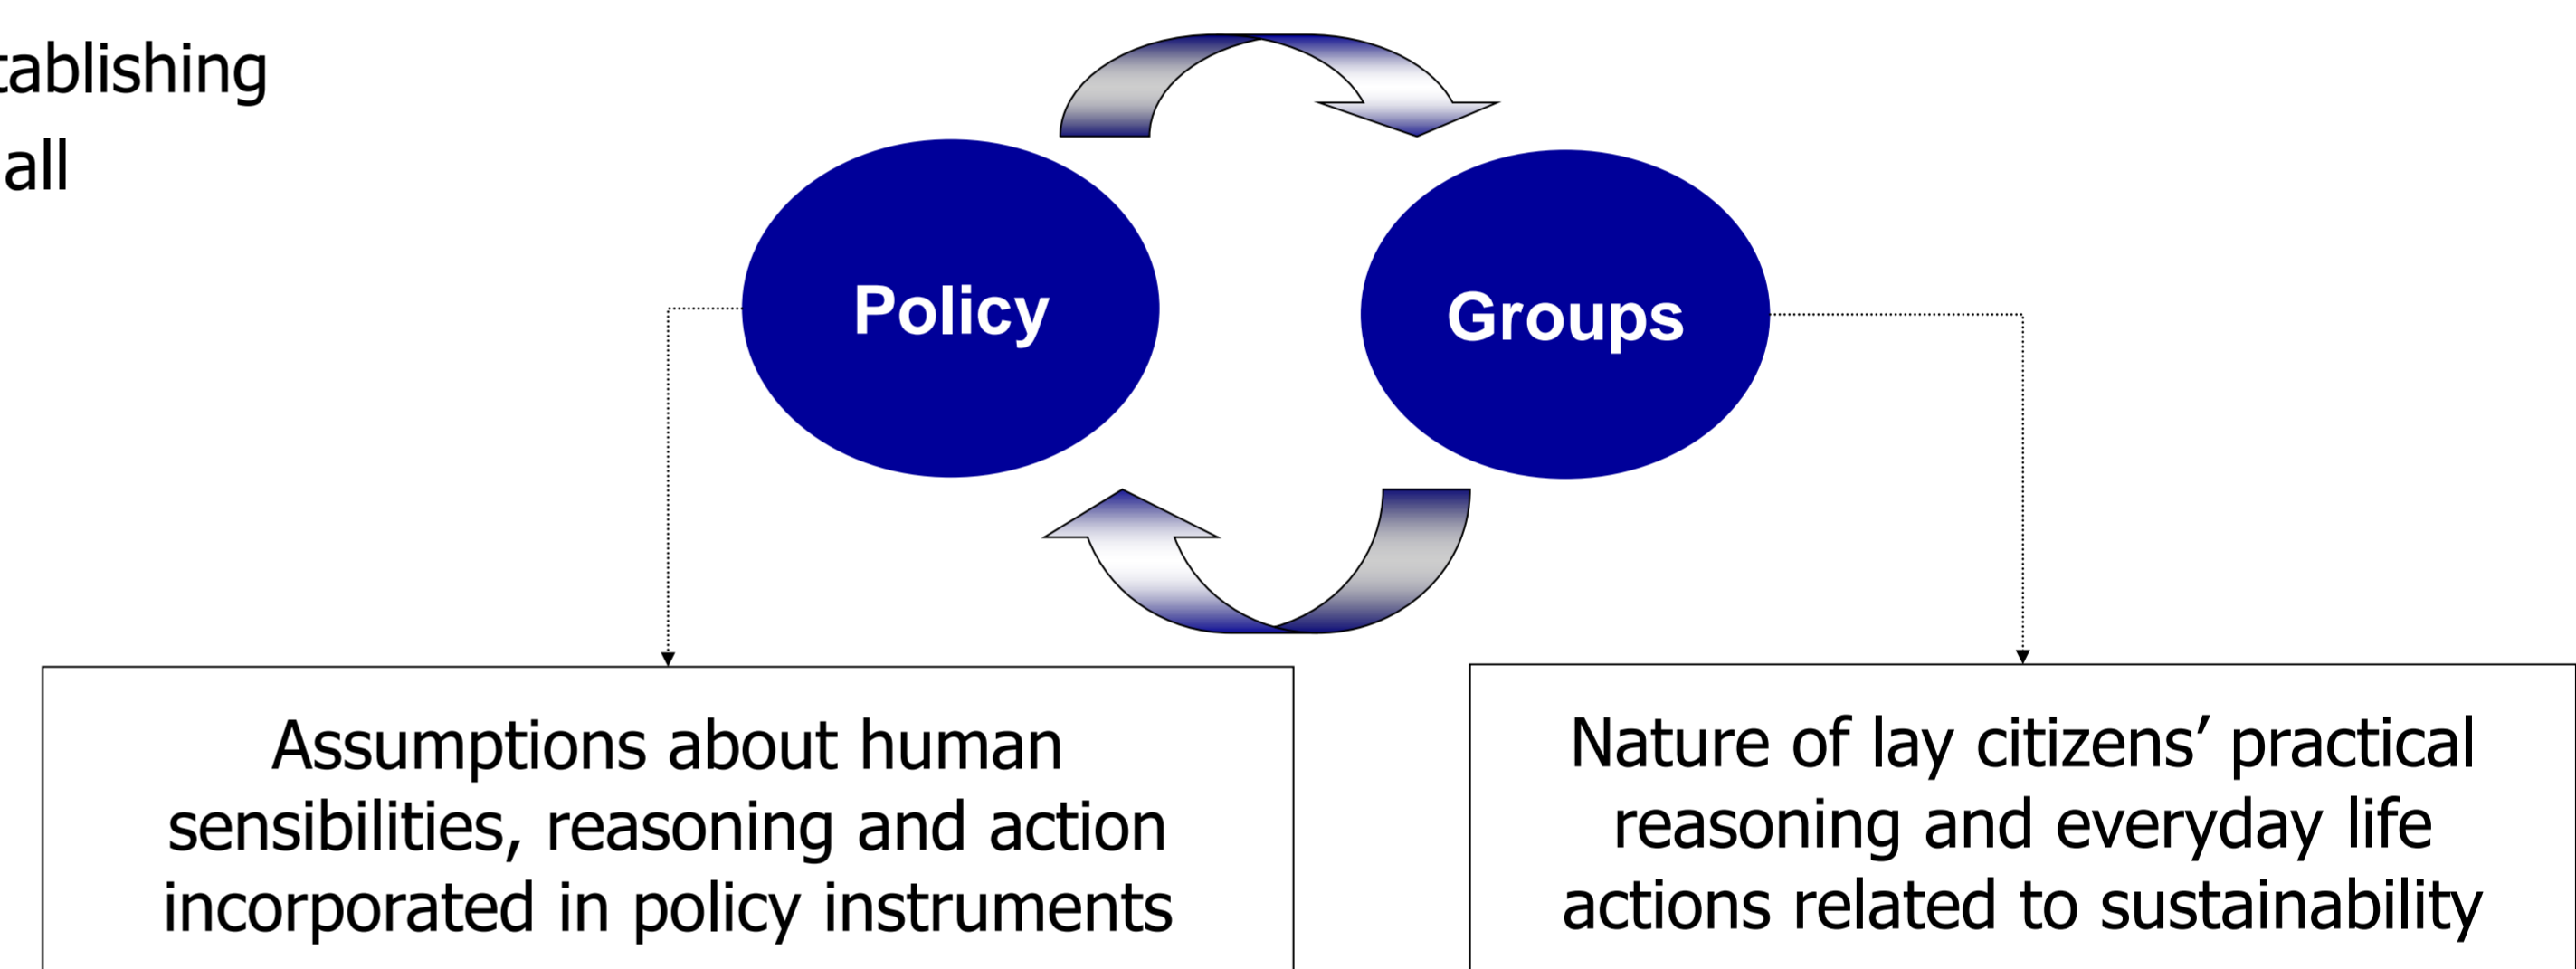 tablishing
all
Policy
Groups
Assumptions about human
sensibilities, reasoning and action
incorporated in policy instruments
Nature of lay citizens’ practical
reasoning and everyday life
actions related to sustainability